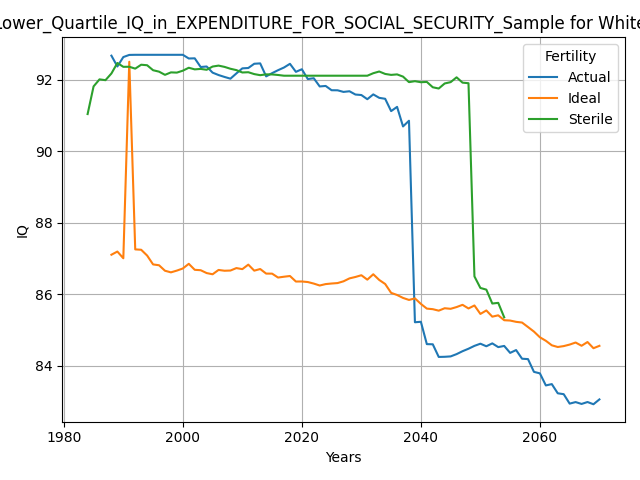 Lower_Quartile_IQ_in_EXPENDITURE_FOR_SOCIAL_SECURITY_Sample for White
Fertility
Actual
Ideal
Sterile
92
90
88
86
84
IQ
1980
2000
2020
2040
2060
Years